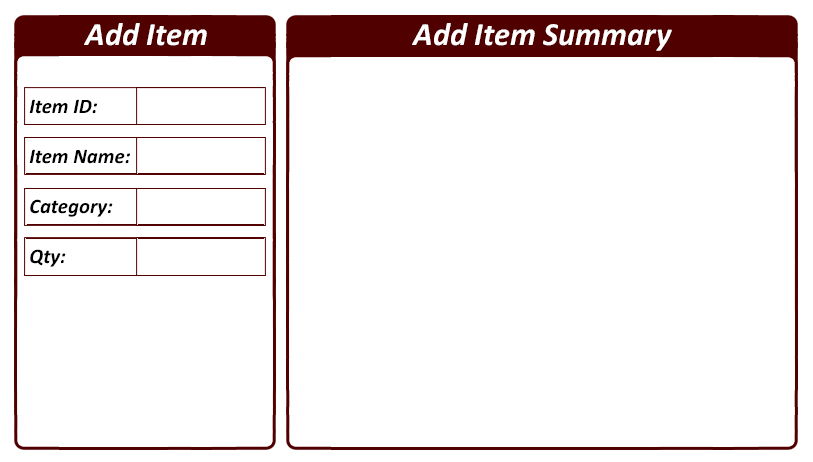 Add Item
Item ID:
Item Name:
Category:
Qty:
Add Item Summary